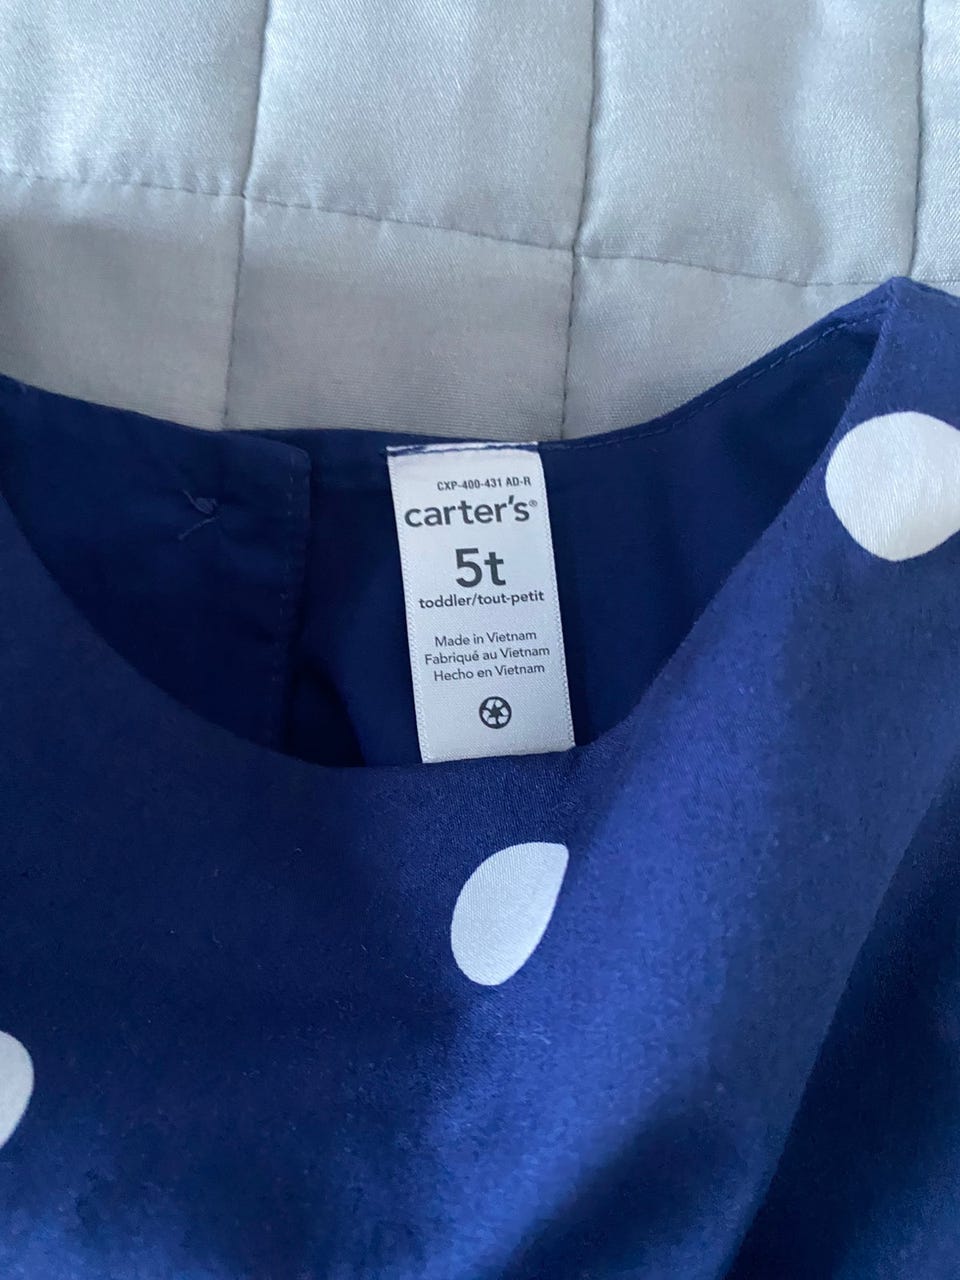 CXP-400-431 AD-R
carter's®
5t
toddler/tout-petit
Made in Vietnam
Fabriqué au Vietnam
Hecho en Vietnam